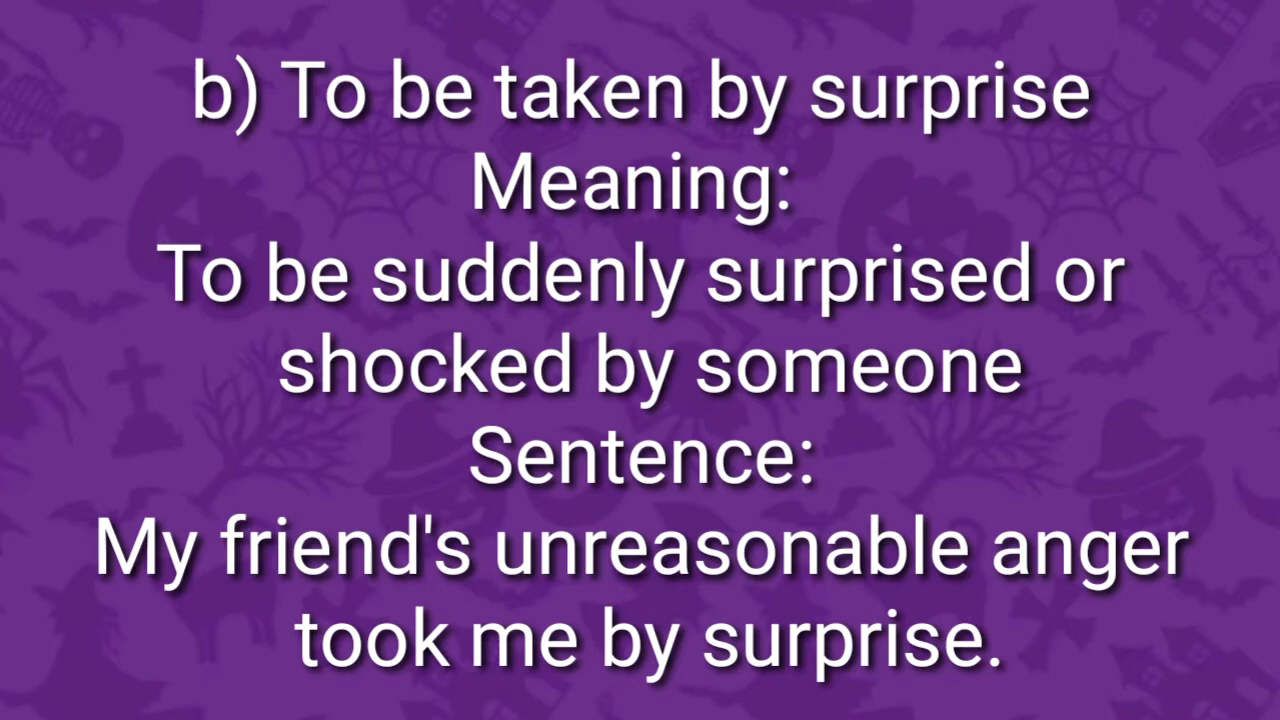 b) To be taken by surprise
Meaning:
To be suddenly surprised or
shocked by someone
Sentence:
My friend's unreasonable anger
took me by surprise.